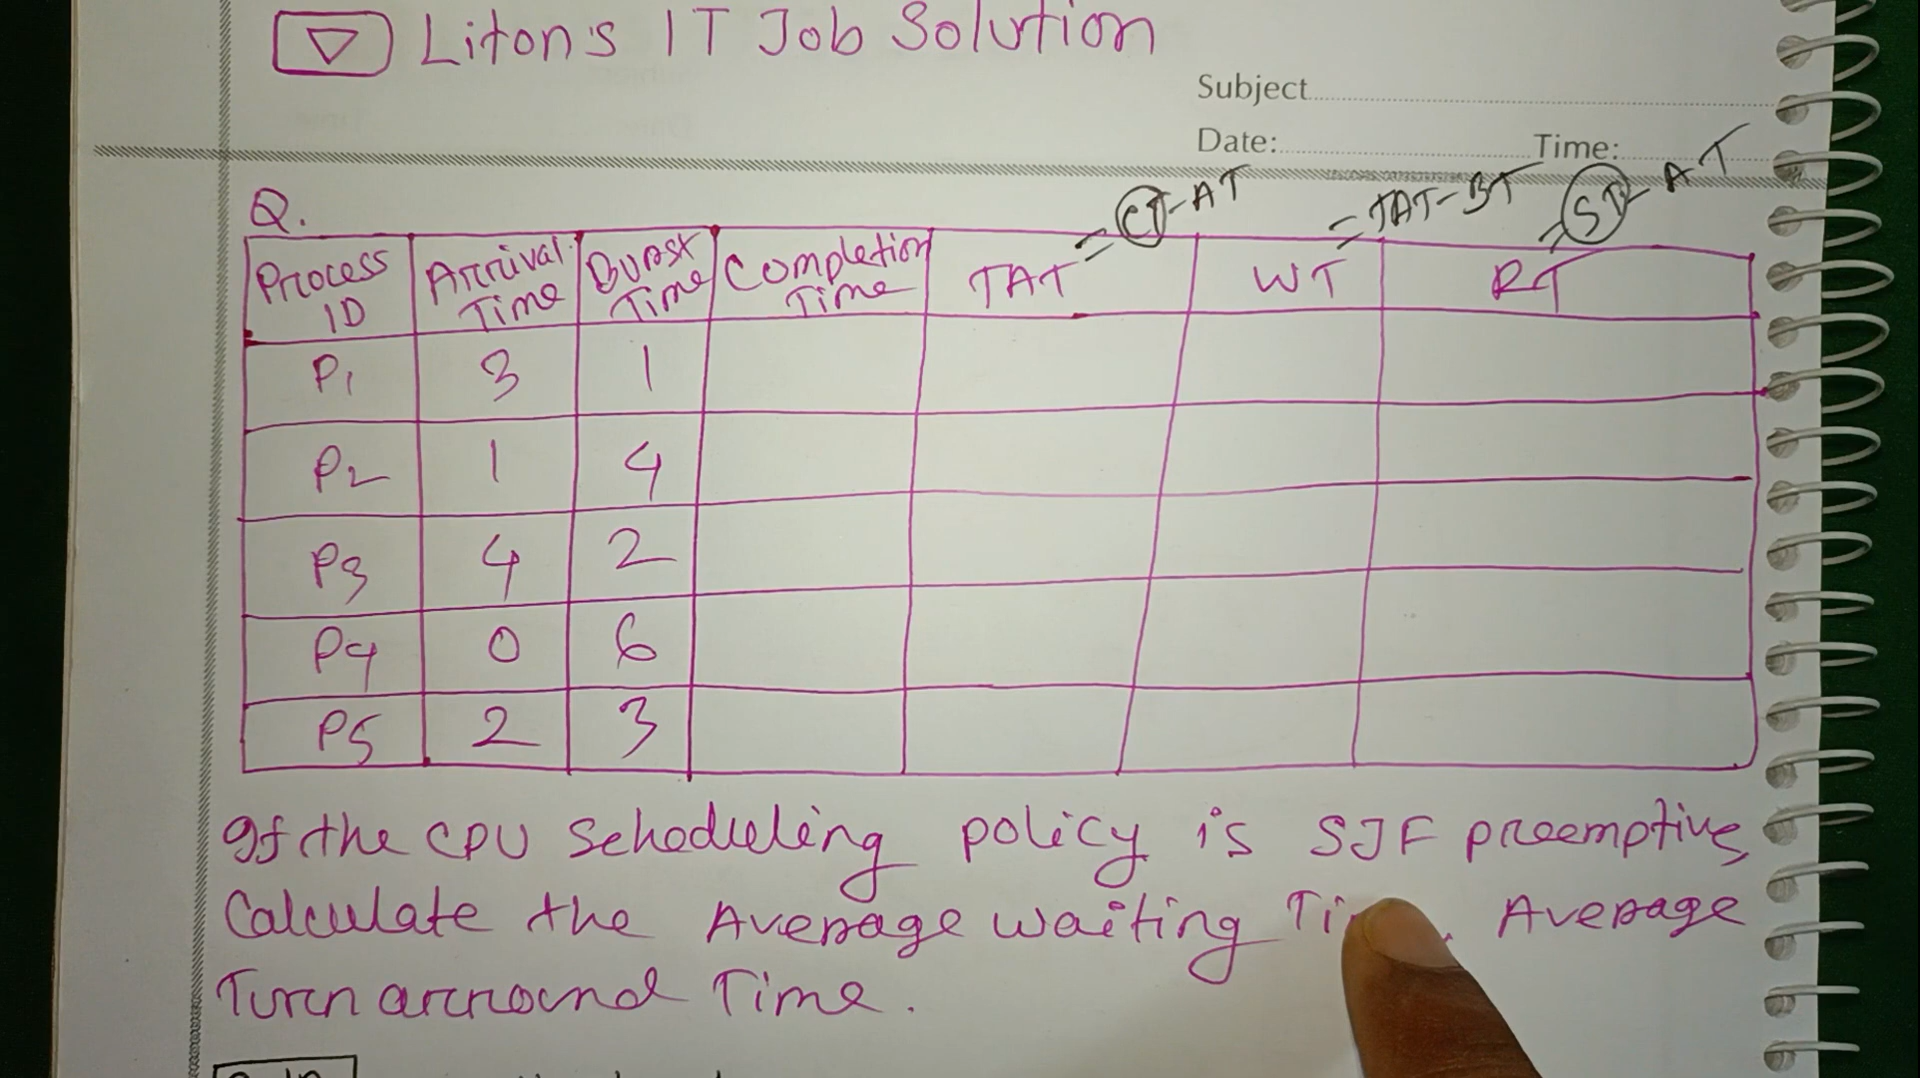 Liton's IT Job Solution
Subject
Date: Time:
= CT-AT = TAT-BT = ST-AT
Q.
Process ID Arrival Time Burst Time Completion Time TAT WT RT
P1 3 1
P2 1 4
P3 4 2
P4 0 6
P5 2 3
If the CPU Scheduling policy is SJF preemptive,
Calculate the Average waiting Average
Turn arround Time.